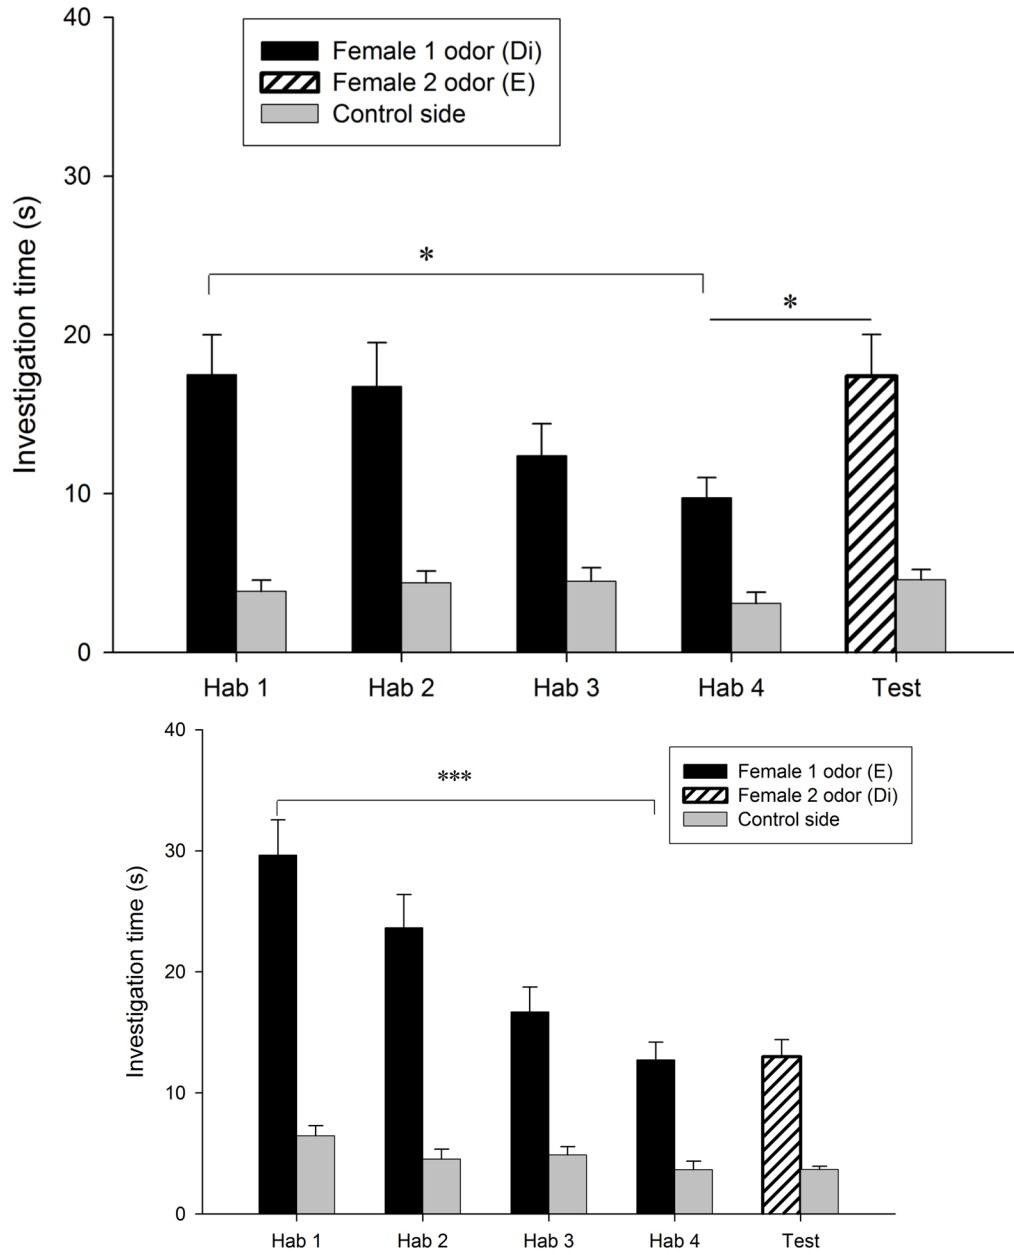 40
Female 1 odor (Di)
Female 2 odor (E)
Control side
30
Investigation time (s)
*
*
20
10
0
Hab 1 Hab 2 Hab 3 Hab 4 Test
40
Female 1 odor (E)
Female 2 odor (Di)
Control side
***
30
Investigation time (s)
20
10
0
Hab 1 Hab 2 Hab 3 Hab 4 Test